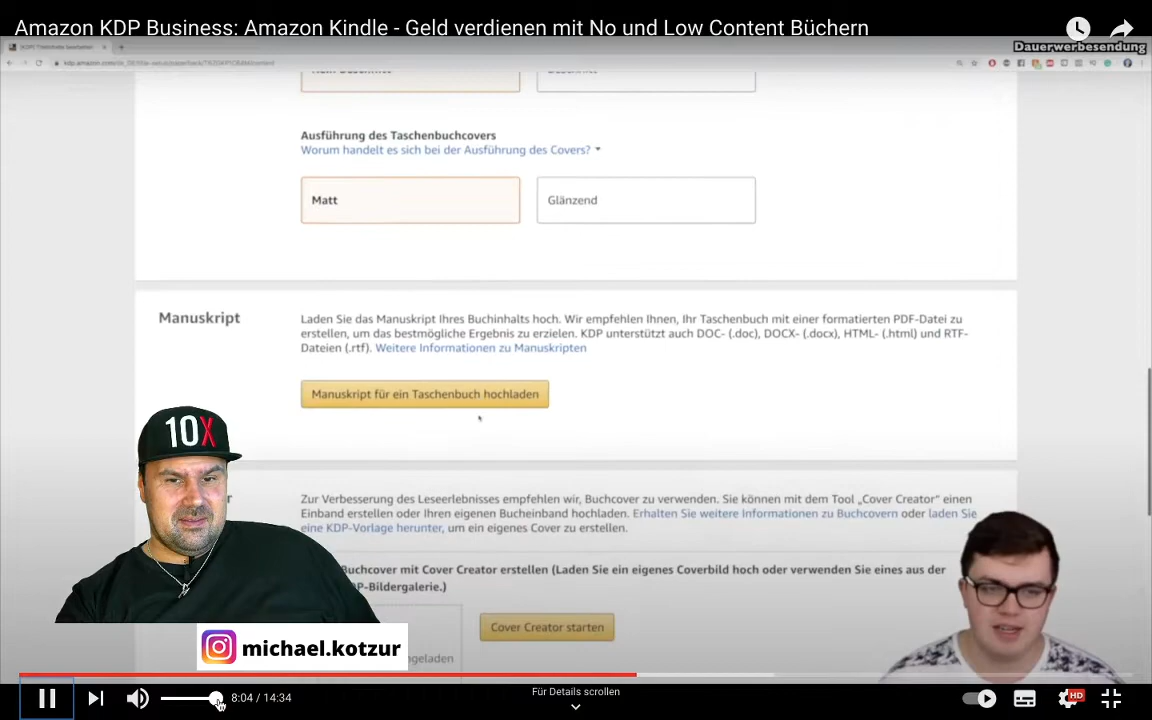 Amazon KDP Business: Amazon Kindle - Geld verdienen mit No und Low Content Büchern
Dauerwerbesendung
Ausführung des Taschenbuchcovers
Worum handelt es sich bei der Ausführung des Covers?
Matt
Glänzend
Manuskript
Laden Sie das Manuskript Ihres Buchinhalts hoch. Wir empfehlen Ihnen, Ihr Taschenbuch mit einer formatierten PDF-Datei zu
erstellen, um das bestmögliche Ergebnis zu erzielen. KDP unterstützt auch DOC- (.doc), DOCX- (.docx), HTML- (.html) und RTF-
Dateien (.rtf). Weitere Informationen zu Manuskripten
Manuskript für ein Taschenbuch hochladen
10X
Zur Verbesserung des Leseerlebnisses empfehlen wir, Buchcover zu verwenden. Sie können mit dem Tool „Cover Creator" einen
Einband erstellen oder Ihren eigenen Bucheinband hochladen. Erhalten Sie weitere Informationen zu Buchcovern oder laden Sie
eine KDP-Vorlage herunter, um ein eigenes Cover zu erstellen.
Buchcover mit Cover Creator erstellen (Laden Sie ein eigenes Coverbild hoch oder verwenden Sie eines aus der
P-Bildergalerie.)
Cover Creator starten
michael.kotzur
geladen
8:04 / 14:34
Für Details scrollen
HD